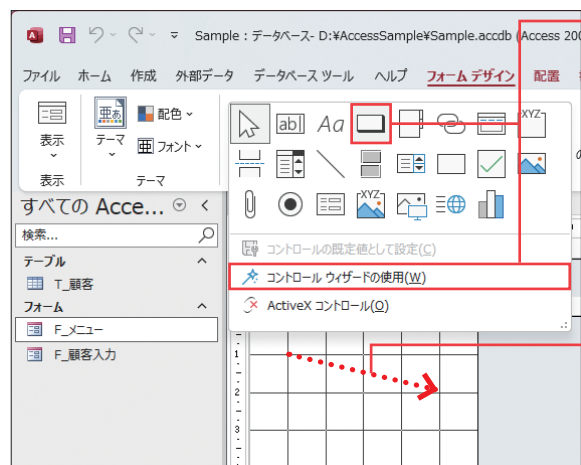 Sample : データベース- D:¥AccessSample¥Sample.accdb (Access 200
ファイル ホーム 作成 外部データ データベース ツール ヘルプ フォーム デザイン 配置
表示
亜あ
テーマ
配色
亜 フォント
表示 テーマ
ab| Aa XYZ
XYZ
コントロールの既定値として設定(C)
コントロール ウィザードの使用(W)
ActiveX コントロール(O)
すべての Acce...
検索...
テーブル
T_顧客
フォーム
F_メニュー
F_顧客入力
1
2
3